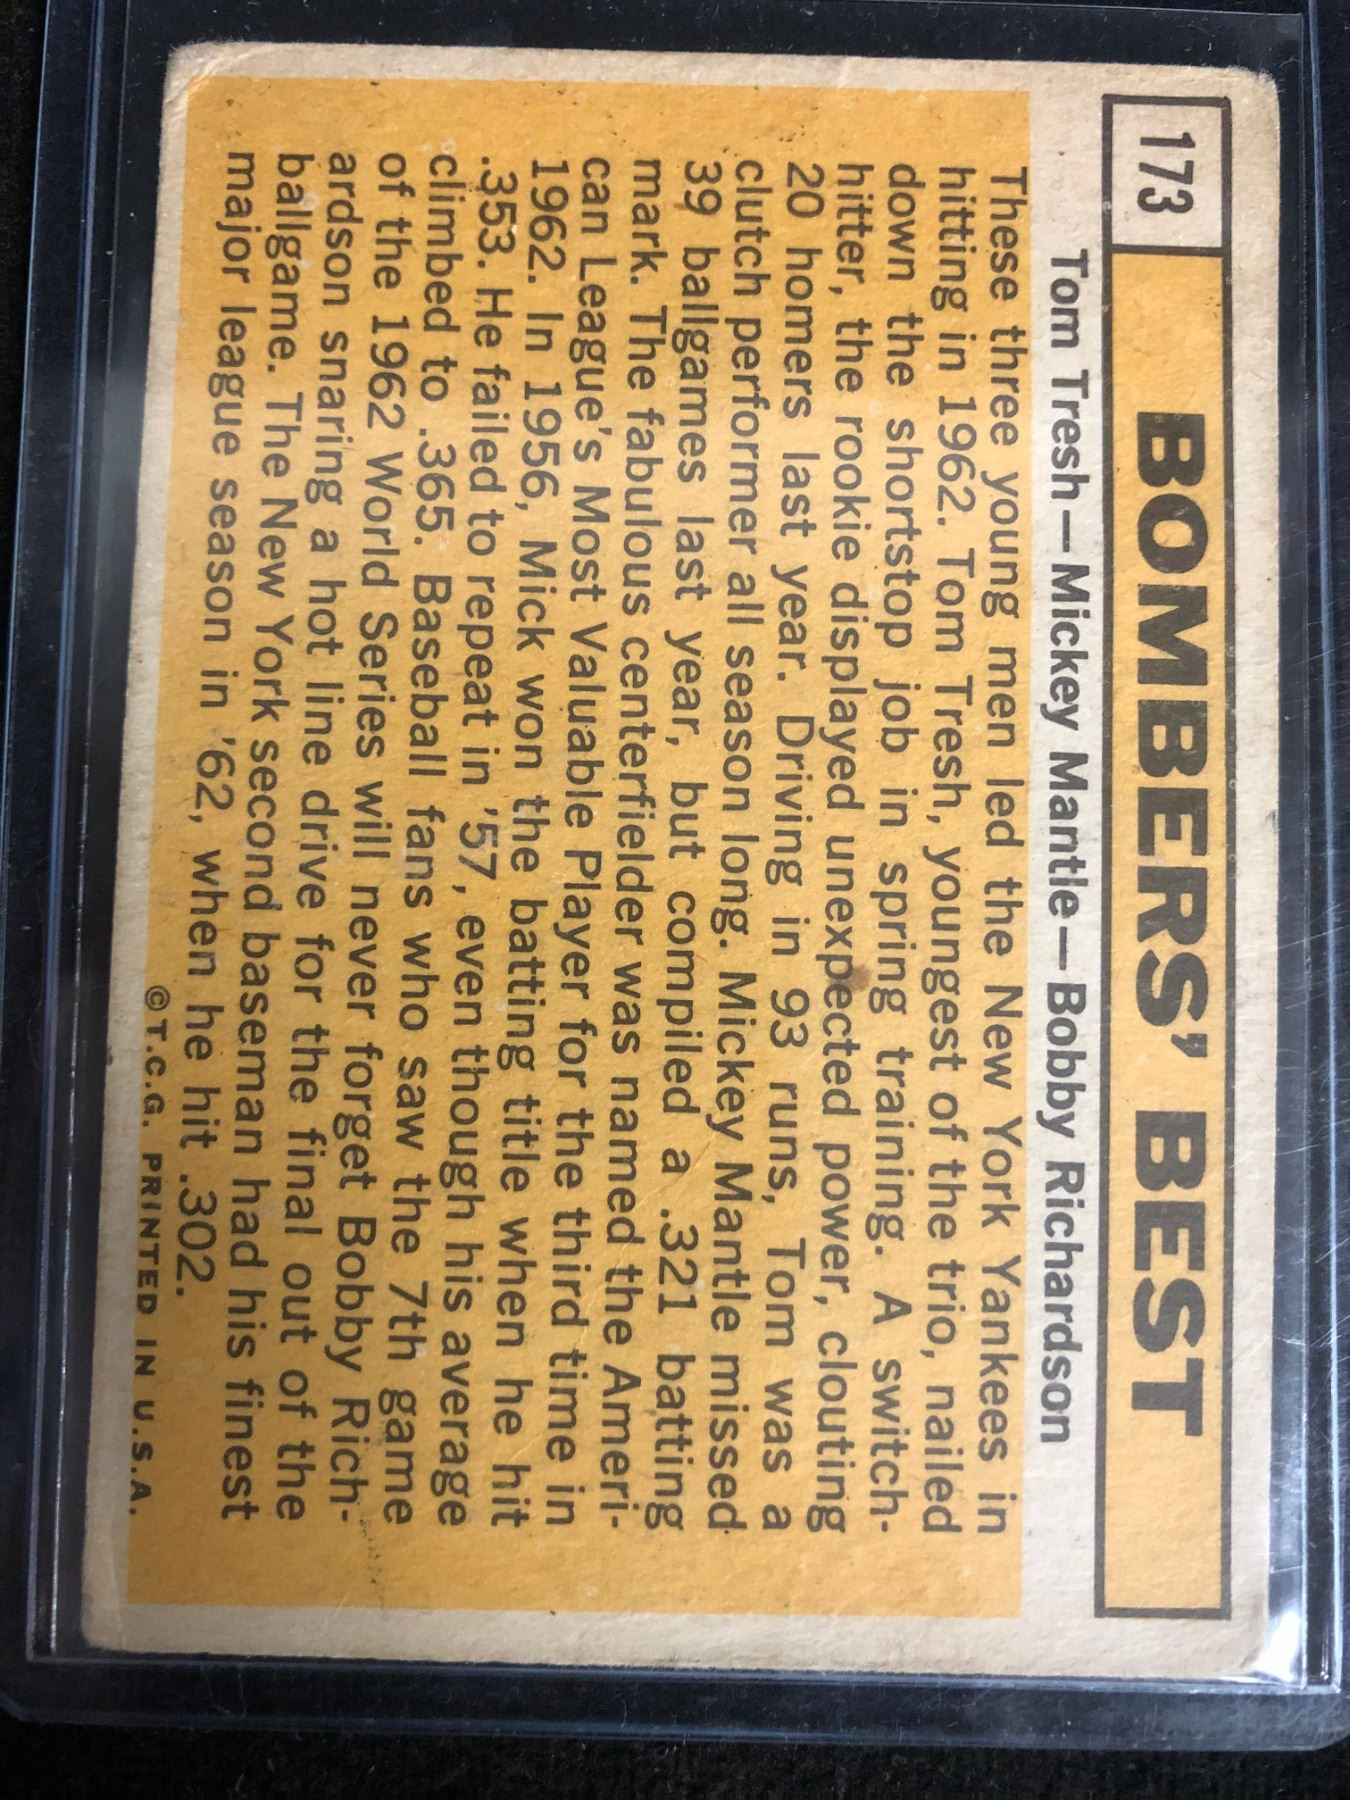 173
BOMBERS' BEST
Tom Tresh—Mickey Mantle—Bobby Richardson
These three young men led the New York Yankees in
hitting in 1962. Tom Tresh, youngest of the trio, nailed
down the shortstop job in spring training. A switch-
hitter, the rookie displayed unexpected power, clouting
20 homers last year. Driving in 93 runs, Tom was a
clutch performer all season long. Mickey Mantle missed
39 ballgames last year, but compiled a .321 batting
mark. The fabulous centerfielder was named the Ameri-
can League's Most Valuable Player for the third time in
1962. In 1956, Mick won the batting title when he hit
.353. He failed to repeat in '57, even though his average
climbed to .365. Baseball fans who saw the 7th game
of the 1962 World Series will never forget Bobby Rich-
ardson snaring a hot line drive for the final out of the
ballgame. The New York second baseman had his finest
major league season in '62, when he hit .302.
©T.C.G. PRINTED IN U.S.A.